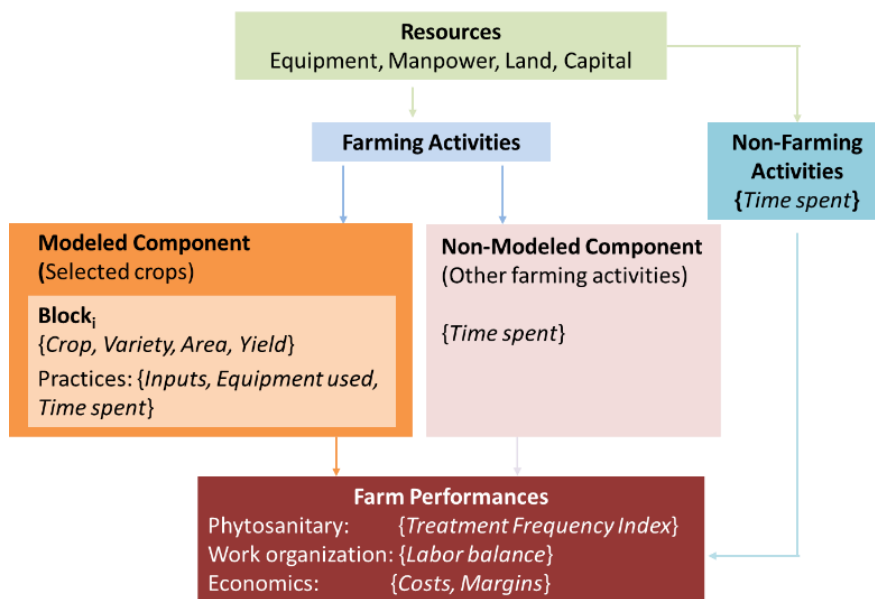 Resources
Equipment, Manpower, Land, Capital
Farming Activities
Non-Farming
Activities
{Time spent}
Modeled Component
(Selected crops)
Block i
{Crop, Variety, Area, Yield}
Practices: {Inputs, Equipment used,
Time spent}
Non-Modeled Component
(Other farming activities)
{Time spent}
Farm Performances
Phytosanitary: {Treatment Frequency Index}
Work organization: {Labor balance}
Economics: {Costs, Margins}